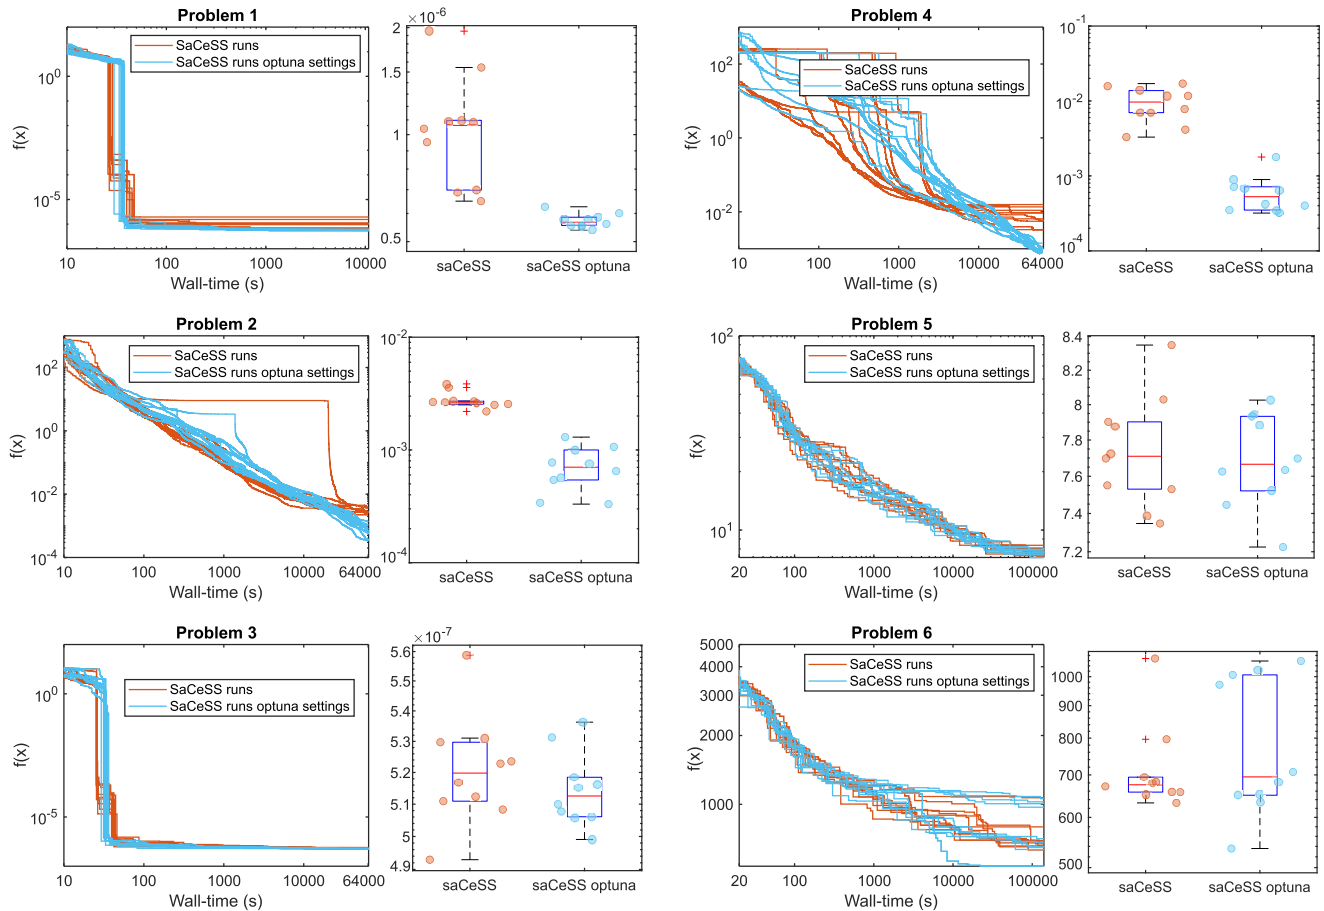 Problem 1
SaCeSS runs
SaCeSS runs optuna settings
f(x)
10^0
10^-5
10
100
1000
10000
Wall-time (s)
×10^-6
2
1.5
1
0.5
saCeSS
saCeSS optuna
Problem 4
SaCeSS runs
SaCeSS runs optuna settings
f(x)
10^2
10^0
10^-2
10
100
1000
10000
64000
Wall-time (s)
10^-1
10^-2
10^-3
10^-4
saCeSS
saCeSS optuna
Problem 2
SaCeSS runs
SaCeSS runs optuna settings
f(x)
10^2
10^0
10^-2
10^-4
10
100
1000
10000
64000
Wall-time (s)
10^-2
10^-3
10^-4
saCeSS
saCeSS optuna
Problem 5
SaCeSS runs
SaCeSS runs optuna settings
f(x)
10^2
10^1
20
100
1000
10000
100000
Wall-time (s)
8.4
8.2
8
7.8
7.6
7.4
7.2
saCeSS
saCeSS optuna
Problem 3
SaCeSS runs
SaCeSS runs optuna settings
f(x)
10^0
10^-5
10
100
1000
10000
64000
Wall-time (s)
×10^-7
5.6
5.5
5.4
5.3
5.2
5.1
5
4.9
saCeSS
saCeSS optuna
Problem 6
SaCeSS runs
SaCeSS runs optuna settings
f(x)
5000
4000
3000
2000
1000
20
100
1000
10000
100000
Wall-time (s)
1000
900
800
700
600
500
saCeSS
saCeSS optuna